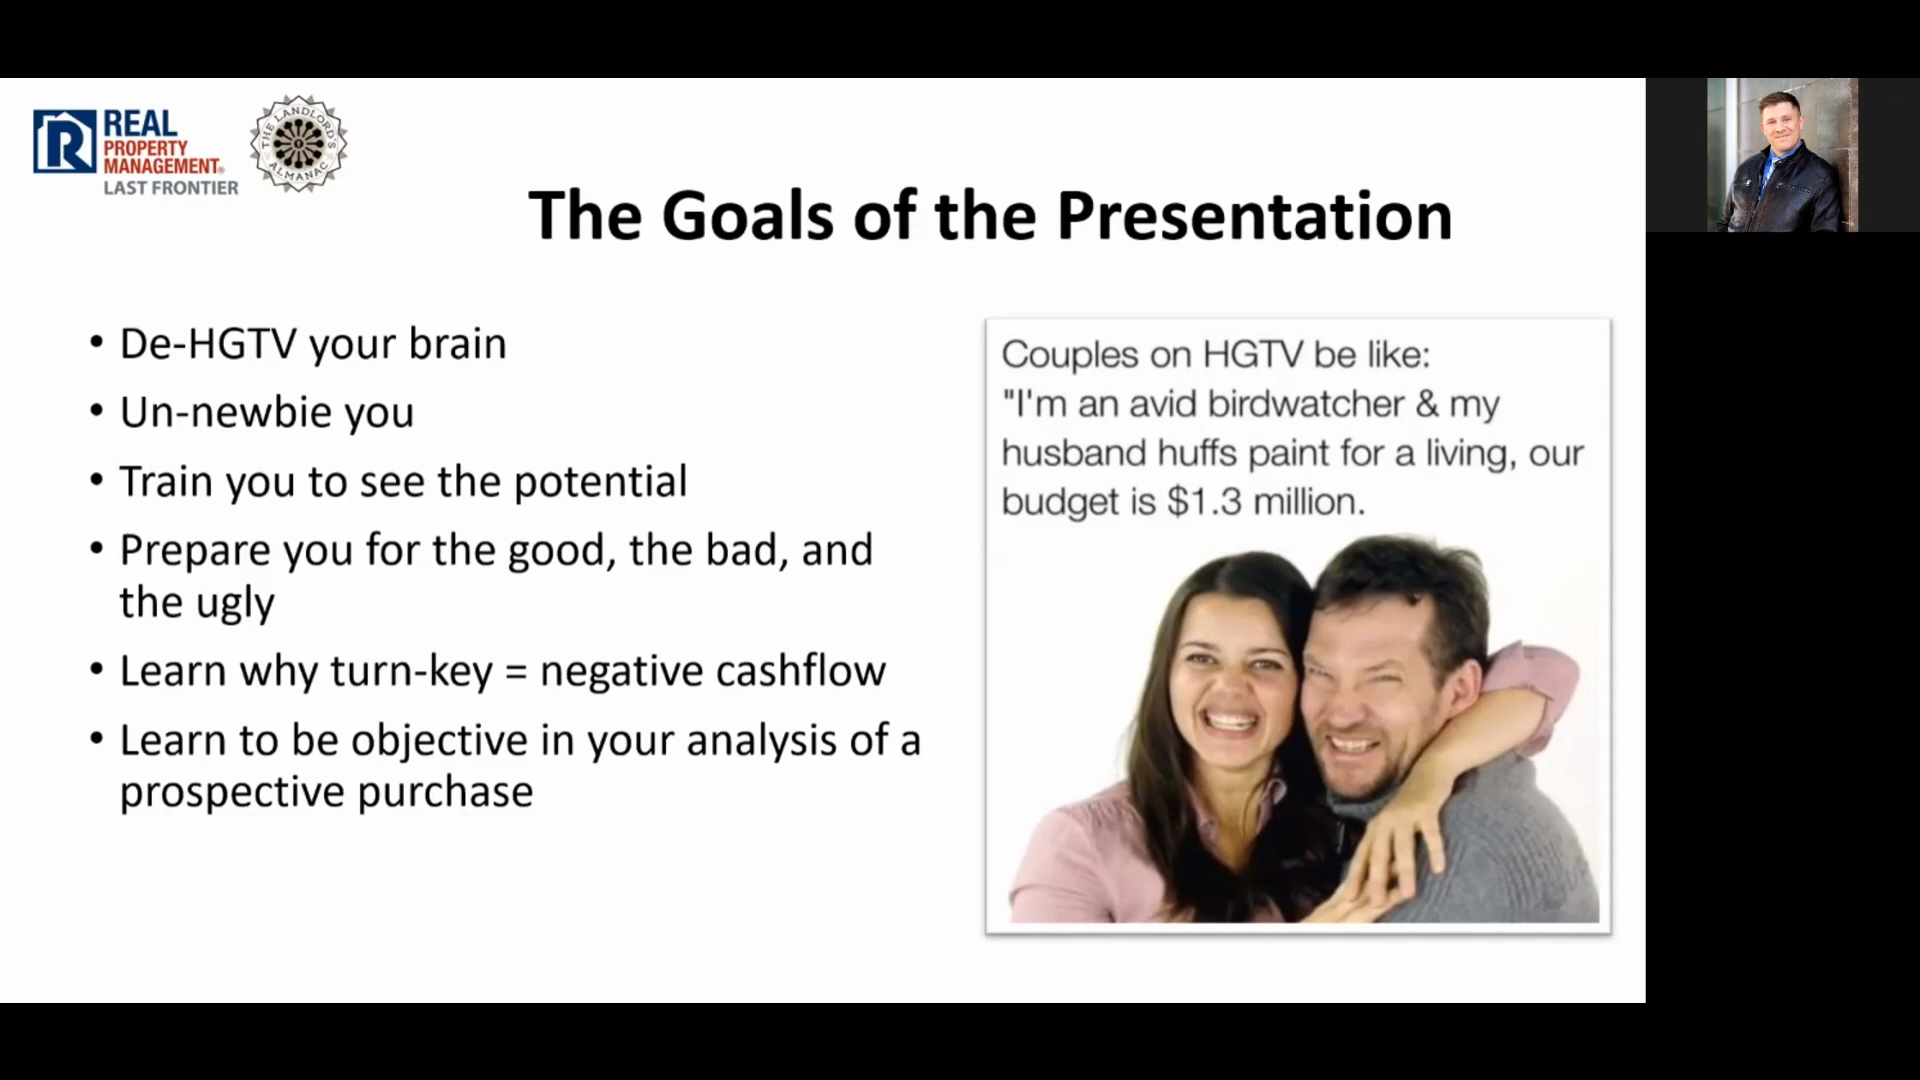 REAL
PROPERTY
MANAGEMENT®
LAST FRONTIER
THE LANDLORD'S
ALMANAC
The Goals of the Presentation
• De-HGTV your brain
• Un-newbie you
• Train you to see the potential
• Prepare you for the good, the bad, and
the ugly
• Learn why turn-key = negative cashflow
• Learn to be objective in your analysis of a
prospective purchase
Couples on HGTV be like:
"I'm an avid birdwatcher & my
husband huffs paint for a living, our
budget is $1.3 million.